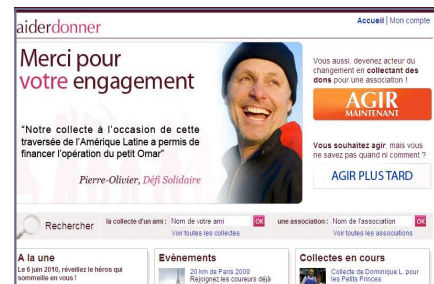 aiderdonner
Accueil | Mon compte
Merci pour
votre engagement
"Notre collecte à l'occasion de cette
traversée de l'Amérique Latine a permis de
financer l'opération du petit Omar"
Pierre-Olivier, Défi Solidaire
Vous aussi, devenez acteur du
changement en collectant des
dons pour une association !
AGIR
MAINTENANT
Vous souhaitez agir, mais vous
ne savez pas quand ni comment ?
AGIR PLUS TARD
Rechercher
la collecte d'un ami : Nom de votre ami OK
Voir toutes les collectes
une association : Nom de l'association OK
Voir toutes les associations
A la une
Le 6 juin 2010, réveillez le héros qui
sommeille en vous !
Evènements
20 km de Paris 2009
Rejoignez les coureurs déjà
Collectes en cours
Collecte de Dominique L. pour
les Petits Princes